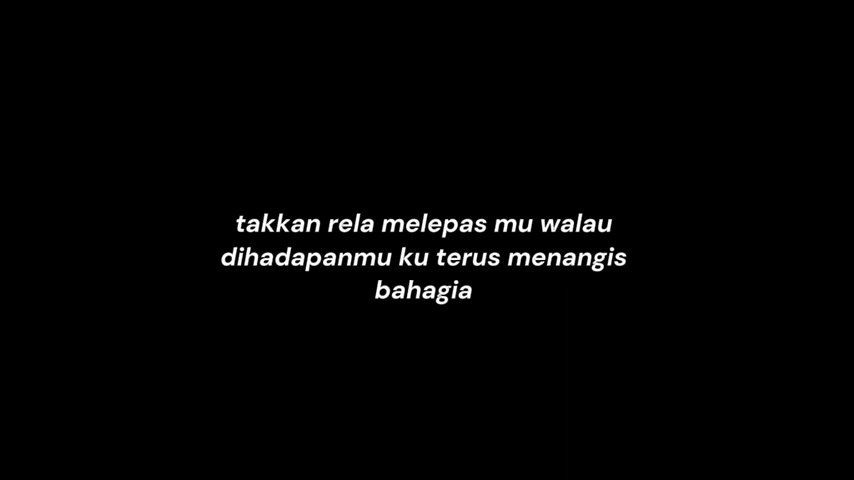 takkan rela melepas mu walau
dihadapanmu ku terus menangis
bahagia